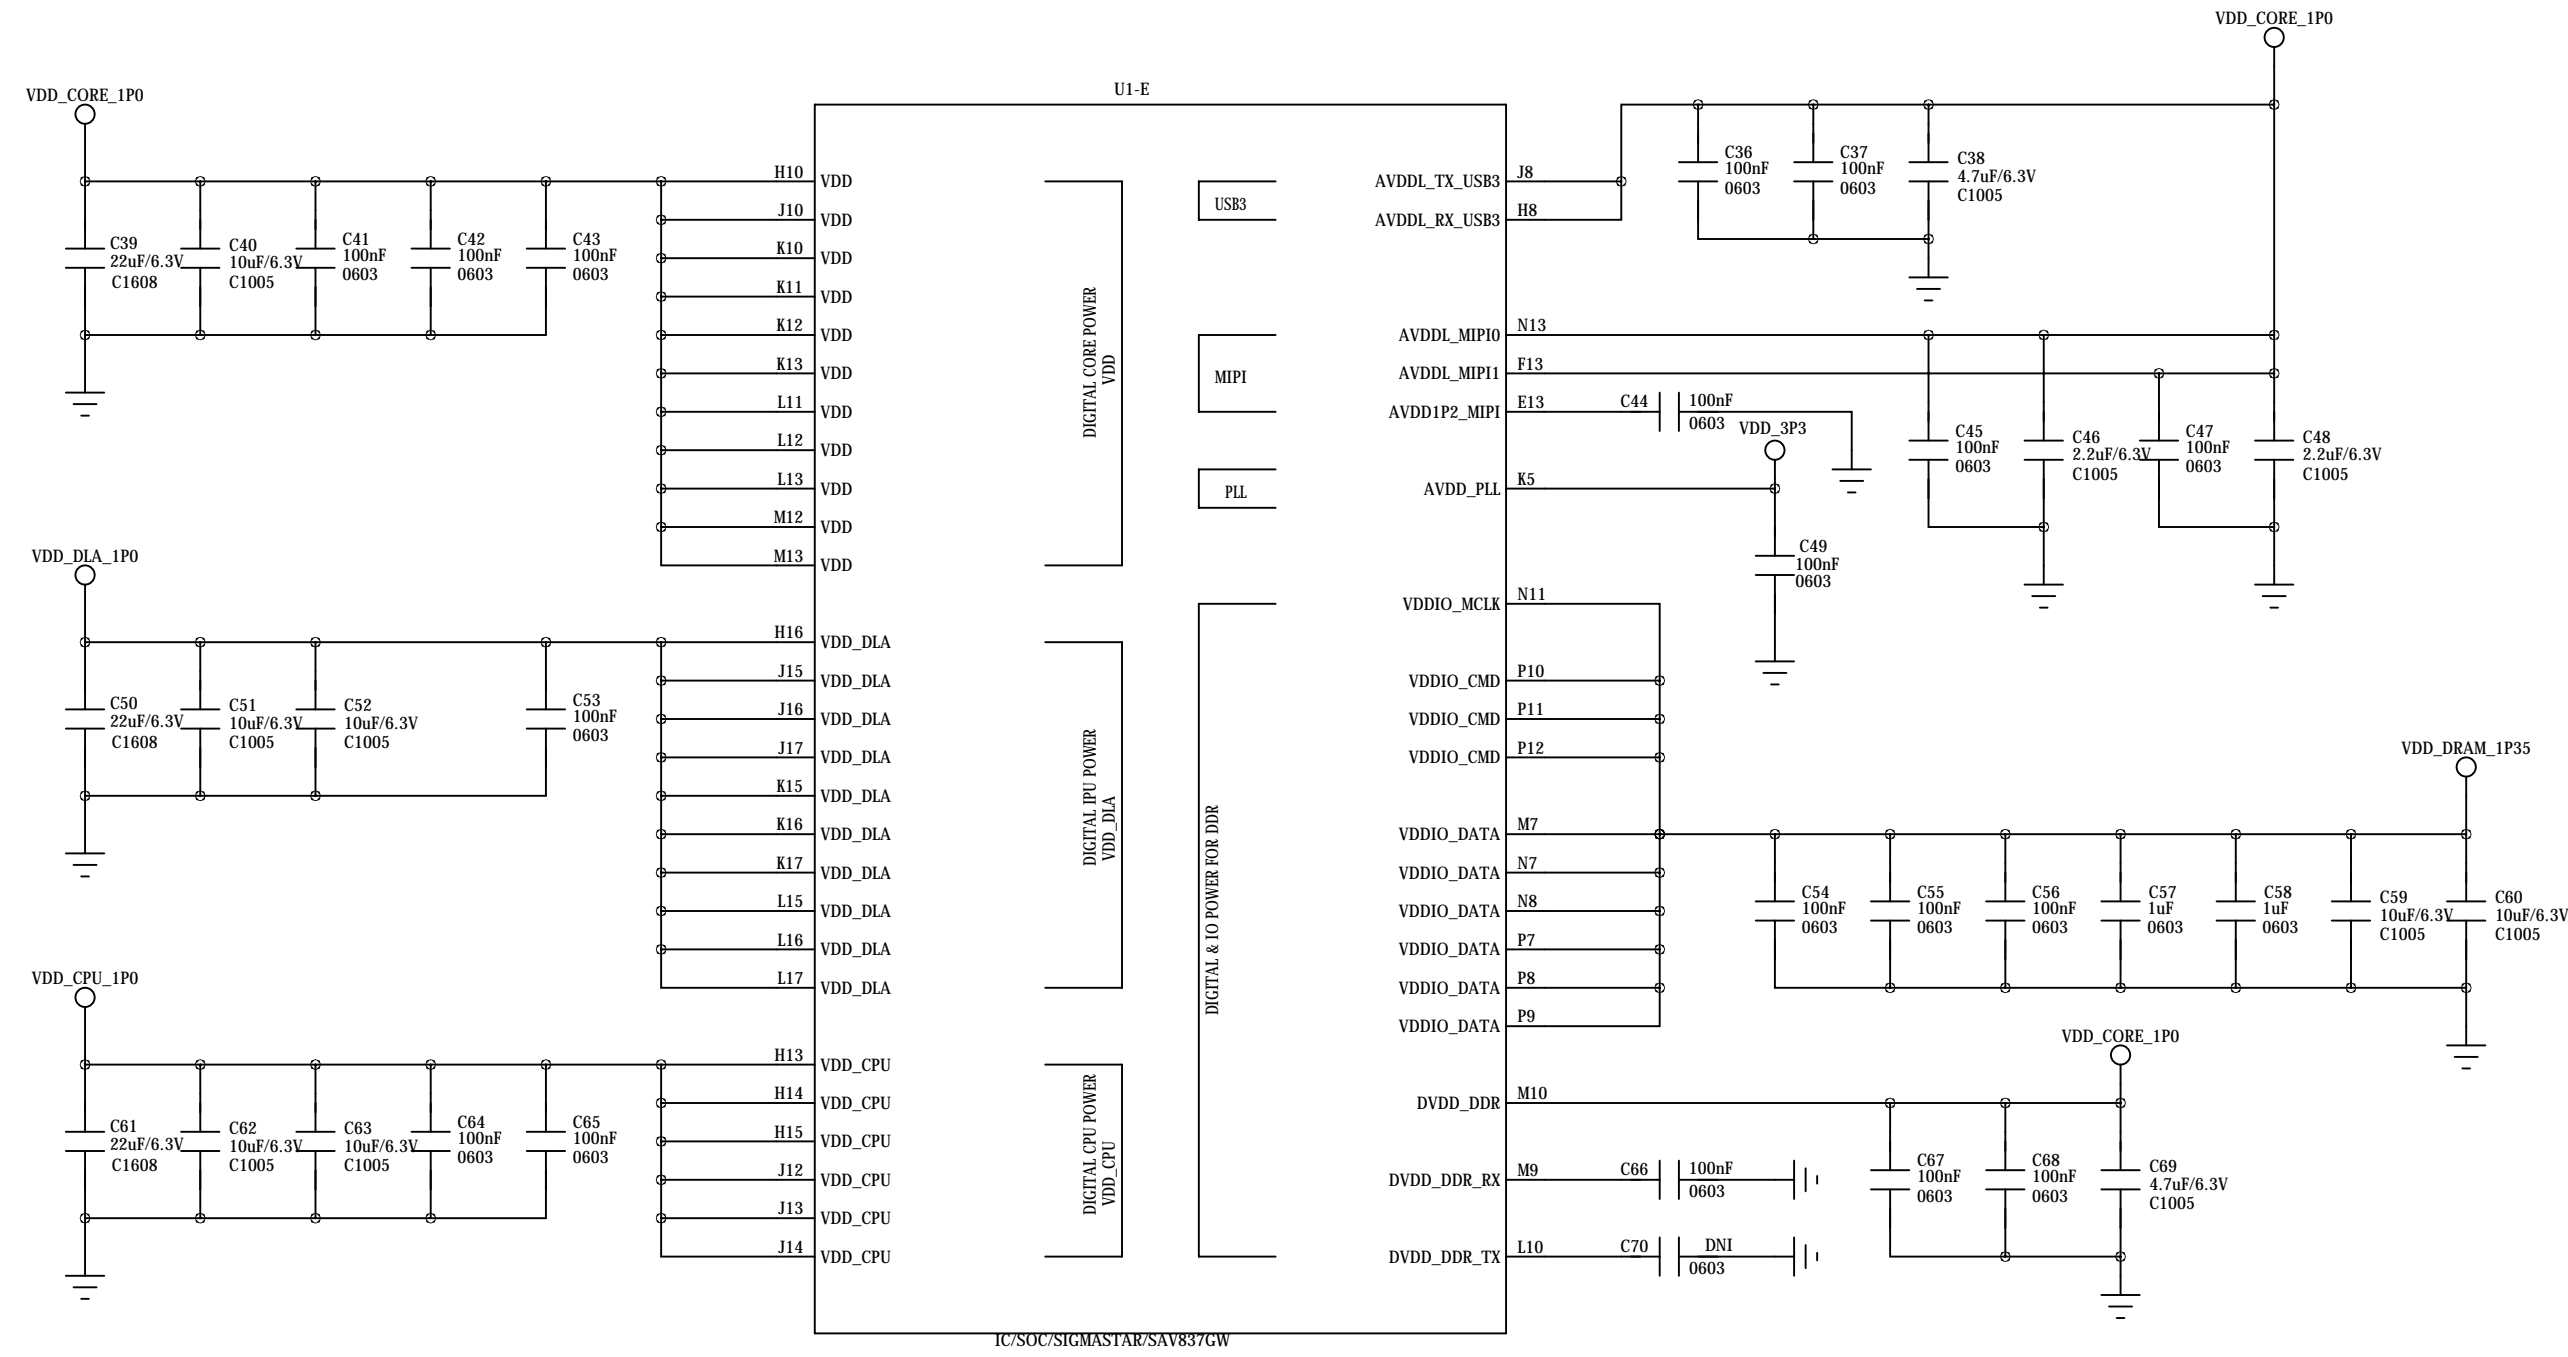 VDD_CORE_1P0
U1-E
VDD_CORE_1P0
H10 VDD
J10 VDD
K10 VDD
K11 VDD
K12 VDD
K13 VDD
L11 VDD
L12 VDD
L13 VDD
M12 VDD
M13 VDD
C39
22uF/6.3V
C1608
C40
10uF/6.3V
C1005
C41
100nF
0603
C42
100nF
0603
C43
100nF
0603
DIGITAL CORE POWER
VDD
VDD_DLA_1P0
H16 VDD_DLA
J15 VDD_DLA
J16 VDD_DLA
J17 VDD_DLA
K15 VDD_DLA
K16 VDD_DLA
K17 VDD_DLA
L15 VDD_DLA
L16 VDD_DLA
L17 VDD_DLA
C50
22uF/6.3V
C1608
C51
10uF/6.3V
C1005
C52
10uF/6.3V
C1005
C53
100nF
0603
DIGITAL IPU POWER
VDD_DLA
VDD_CPU_1P0
H13 VDD_CPU
H14 VDD_CPU
H15 VDD_CPU
J12 VDD_CPU
J13 VDD_CPU
J14 VDD_CPU
C61
22uF/6.3V
C1608
C62
10uF/6.3V
C1005
C63
10uF/6.3V
C1005
C64
100nF
0603
C65
100nF
0603
DIGITAL CPU POWER
VDD_CPU
USB3
AVDDL_TX_USB3 J8
AVDDL_RX_USB3 H8
C36
100nF
0603
C37
100nF
0603
C38
4.7uF/6.3V
C1005
MIPI
AVDDL_MIPI0 N13
AVDDL_MIPI1 F13
AVDD1P2_MIPI E13
C44
100nF
0603
C45
100nF
0603
C46
2.2uF/6.3V
C1005
C47
100nF
0603
C48
2.2uF/6.3V
C1005
PLL
AVDD_PLL K5
VDD_3P3
C49
100nF
0603
DIGITAL & IO POWER FOR DDR
VDDIO_MCLK N11
VDDIO_CMD P10
VDDIO_CMD P11
VDDIO_CMD P12
VDDIO_DATA M7
VDDIO_DATA N7
VDDIO_DATA N8
VDDIO_DATA P7
VDDIO_DATA P8
VDDIO_DATA P9
VDD_DRAM_1P35
C54
100nF
0603
C55
100nF
0603
C56
100nF
0603
C57
1uF
0603
C58
1uF
0603
C59
10uF/6.3V
C1005
C60
10uF/6.3V
C1005
VDD_CORE_1P0
DVDD_DDR M10
DVDD_DDR_RX M9
DVDD_DDR_TX L10
C66
100nF
0603
C70
DNI
0603
C67
100nF
0603
C68
100nF
0603
C69
4.7uF/6.3V
C1005
IC/SOC/SIGMASTAR/SAV837GW